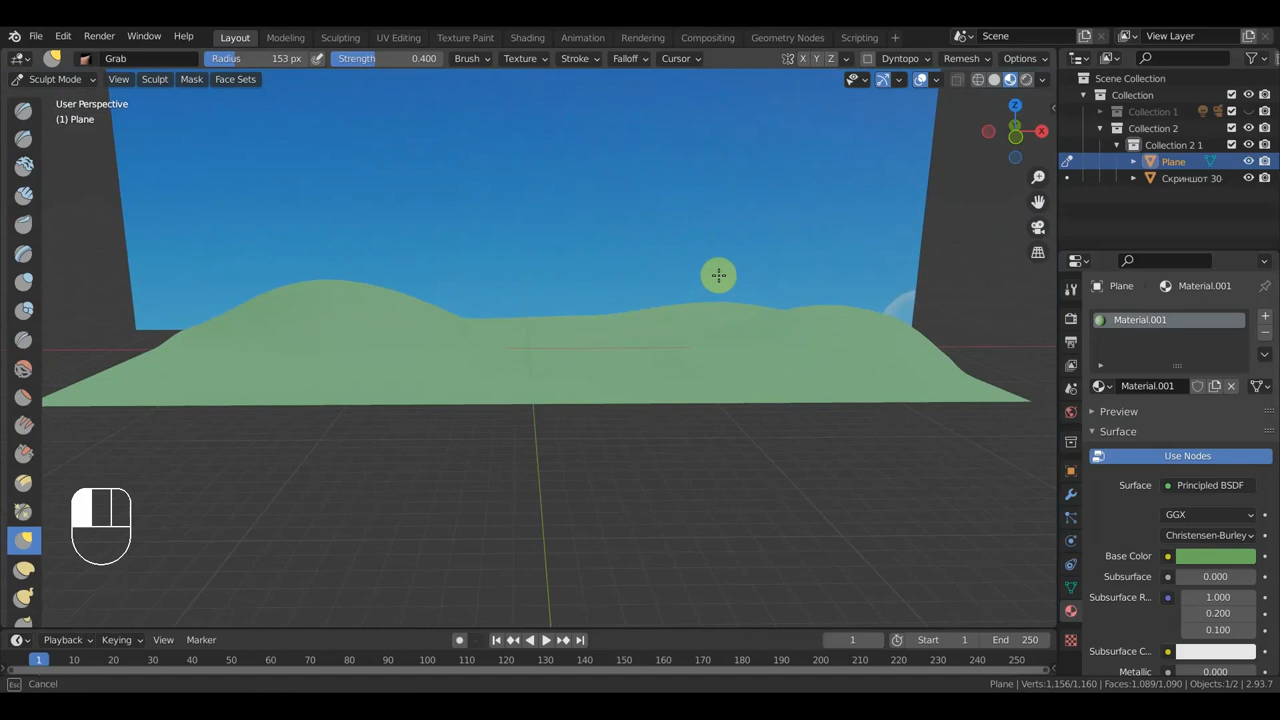 File Edit Render Window Help Layout Modeling Sculpting UV Editing Texture Paint Shading Animation Rendering Compositing Geometry Nodes Scripting + Scene View Layer
Grab Radius 153 px Strength 0.400 Brush Texture Stroke Falloff Cursor X Y Z Dyntopo Remesh Options
Sculpt Mode View Sculpt Mask Face Sets
Scene Collection
User Perspective
(1) Plane
Collection
Collection 1
Collection 2
Collection 2 1
Plane
Скриншот 30-
Z
X
Plane Material.001
Material.001
Material.001
Preview
Surface
Use Nodes
Surface Principled BSDF
GGX
Christensen-Burley
Base Color
Subsurface 0.000
Subsurface R... 1.000
0.200
0.100
Subsurface C...
Metallic 0.000
Playback Keying View Marker 1 Start 1 End 250
1 10 20 30 40 50 60 70 80 90 100 110 120 130 140 150 160 170 180 190 200 210 220 230 240 250
Esc Cancel Plane | Verts:1,156/1,160 | Faces:1,089/1,090 | Objects:1/2 | 2.93.7